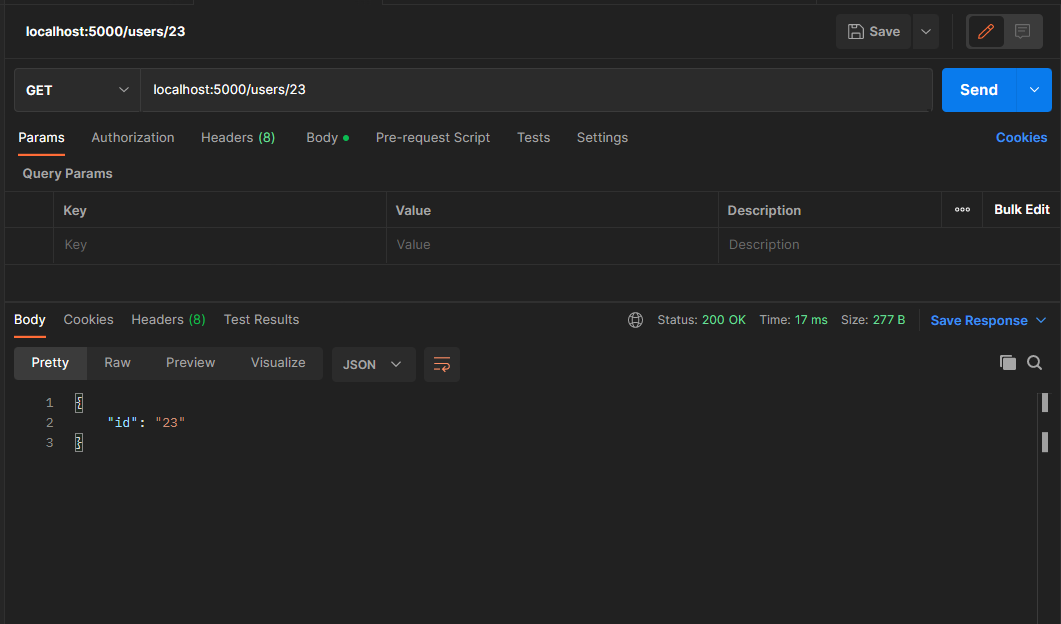 localhost:5000/users/23 Save
GET localhost:5000/users/23 Send
Params Authorization Headers (8) Body Pre-request Script Tests Settings Cookies
Query Params
Key Value Description Bulk Edit
Key Value Description
Body Cookies Headers (8) Test Results Status: 200 OK Time: 17 ms Size: 277 B Save Response
Pretty Raw Preview Visualize JSON
1 {
2 "id": "23"
3 }